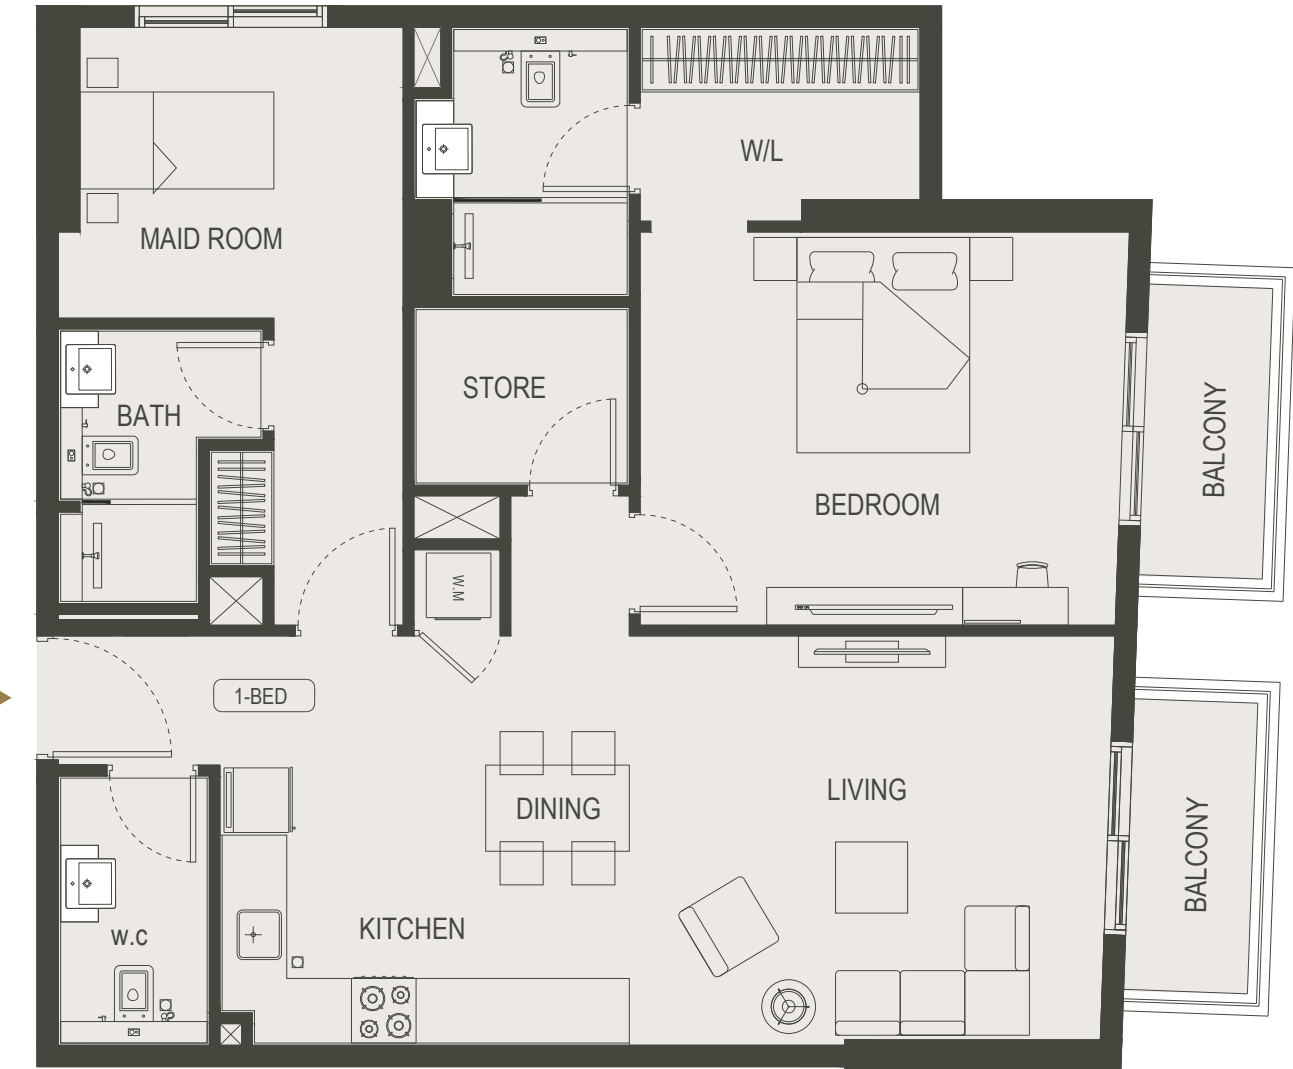 W/L
MAID ROOM
STORE
BATH
BEDROOM
BALCONY
W.M
1-BED
LIVING
DINING
BALCONY
KITCHEN
W.C